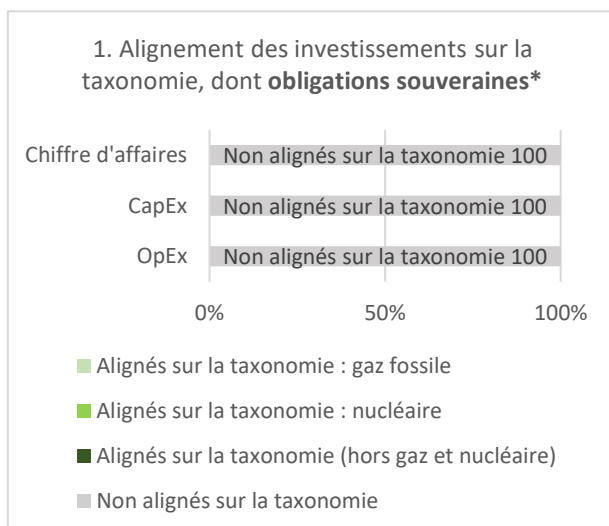 1. Alignement des investissements sur la
taxonomie, dont obligations souveraines*
Chiffre d'affaires
Non alignés sur la taxonomie 100
CapEx
Non alignés sur la taxonomie 100
OpEx
Non alignés sur la taxonomie 100
0% 50% 100%
Alignés sur la taxonomie : gaz fossile
Alignés sur la taxonomie : nucléaire
Alignés sur la taxonomie (hors gaz et nucléaire)
Non alignés sur la taxonomie